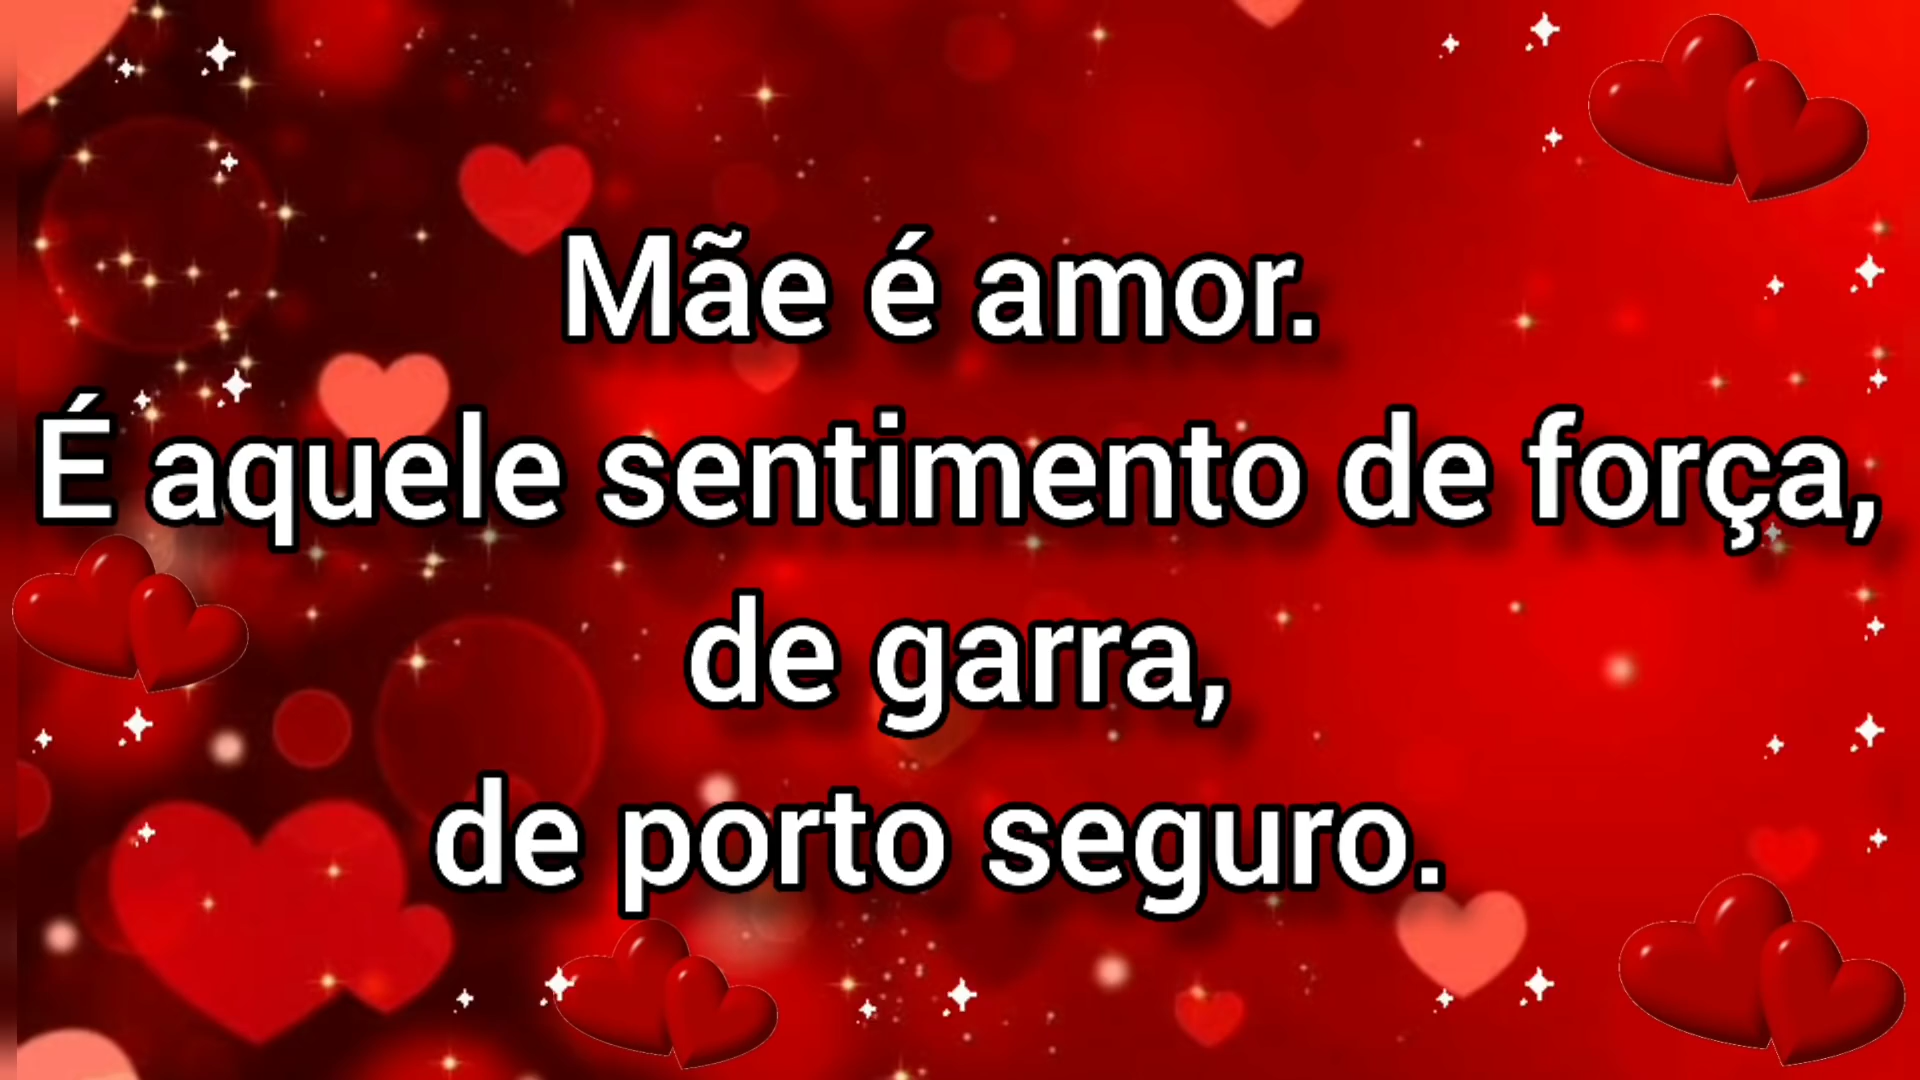 Mãe é amor.
É aquele sentimento de força,
de garra,
de porto seguro.